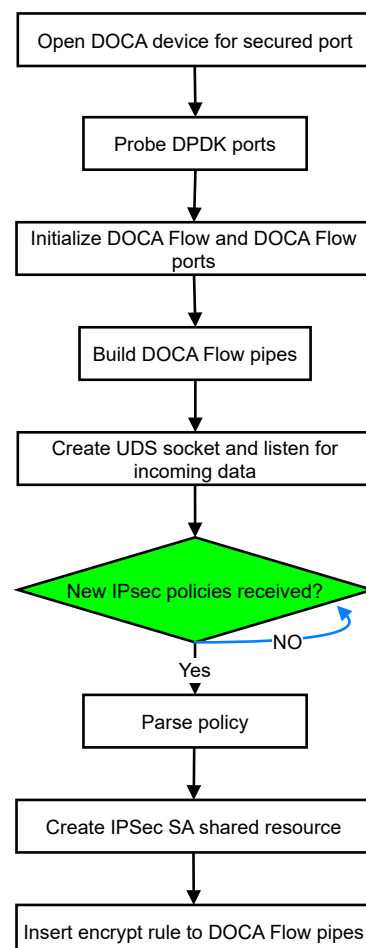 Open DOCA device for secured port
Probe DPDK ports
Initialize DOCA Flow and DOCA Flow
ports
Build DOCA Flow pipes
Create UDS socket and listen for
incoming data
New IPsec policies received?
NO
Yes
Parse policy
Create IPSec SA shared resource
Insert encrypt rule to DOCA Flow pipes